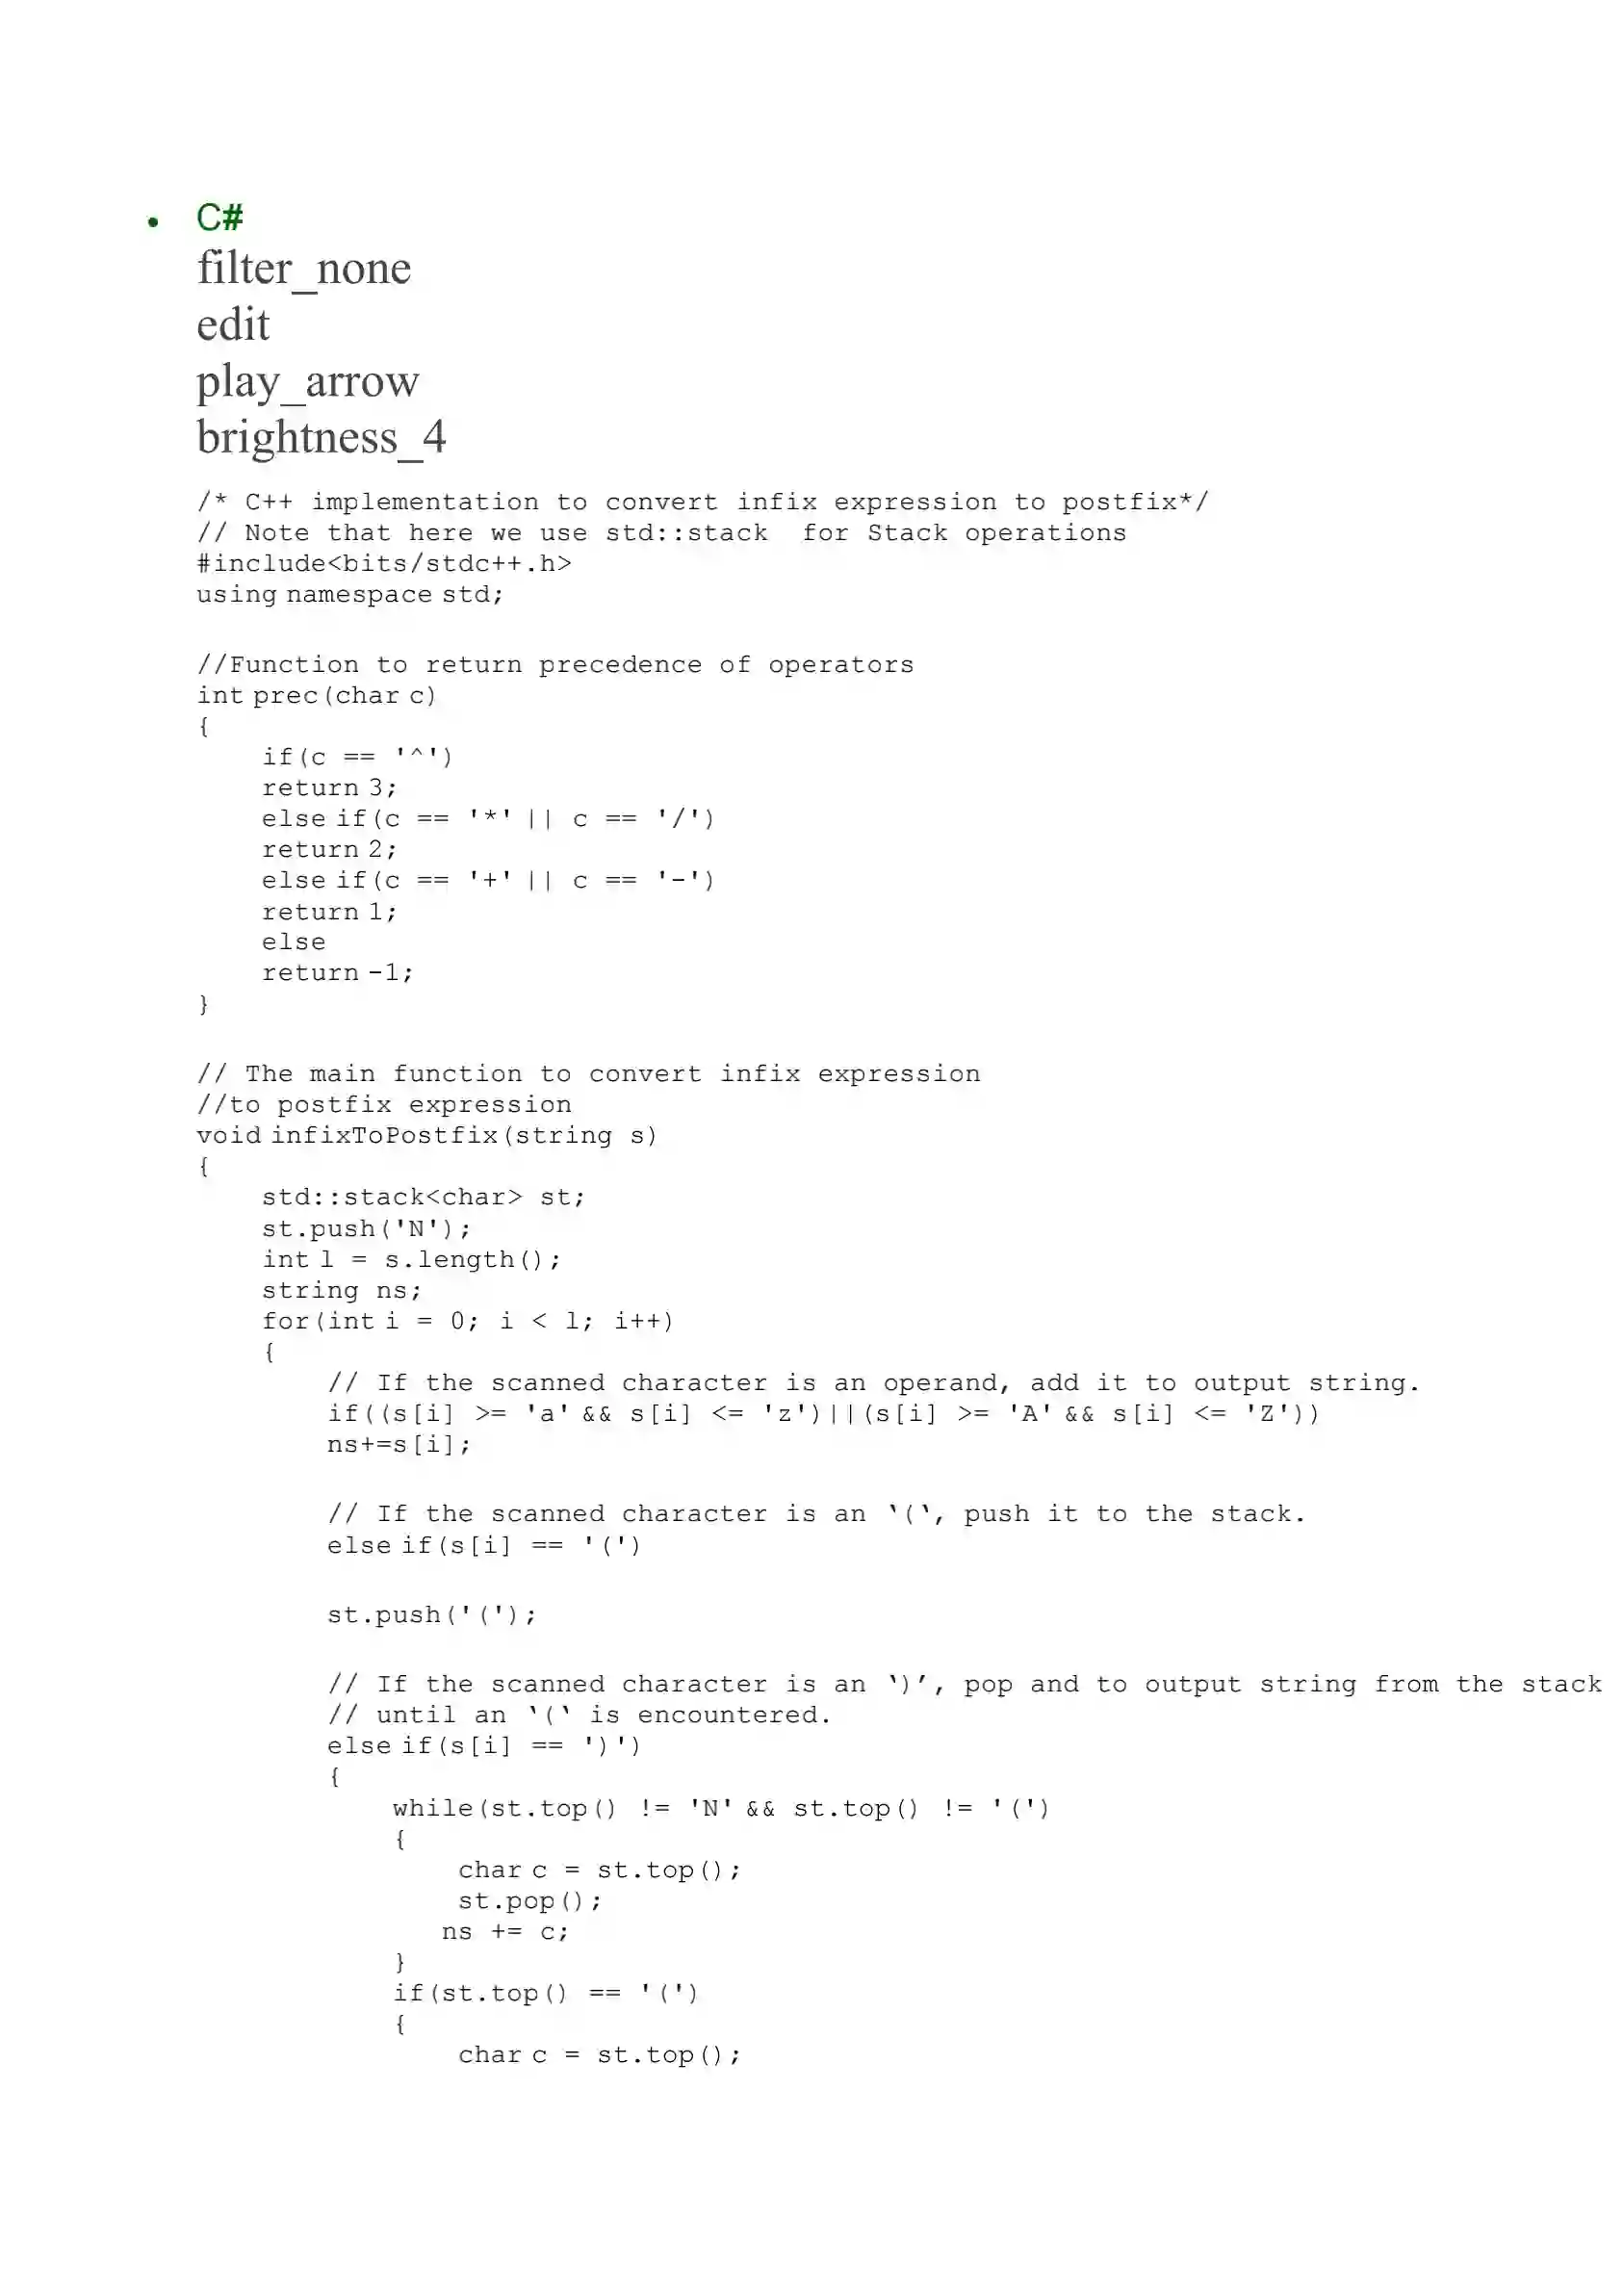 • C#
filter_none
edit
play_arrow
brightness_4
/* C++ implementation to convert infix expression to postfix*/
// Note that here we use std::stack  for Stack operations
#include<bits/stdc++.h>
using namespace std;
//Function to return precedence of operators
int prec(char c)
{
    if(c == '^')
    return 3;
    else if(c == '*' || c == '/')
    return 2;
    else if(c == '+' || c == '-')
    return 1;
    else
    return -1;
}
// The main function to convert infix expression
//to postfix expression
void infixToPostfix(string s)
{
    std::stack<char> st;
    st.push('N');
    int l = s.length();
    string ns;
    for(int i = 0; i < l; i++)
    {
        // If the scanned character is an operand, add it to output string.
        if((s[i] >= 'a' && s[i] <= 'z')||(s[i] >= 'A' && s[i] <= 'Z'))
        ns+=s[i];
        // If the scanned character is an ‘(‘, push it to the stack.
        else if(s[i] == '(')
        st.push('(');
        // If the scanned character is an ‘)’, pop and to output string from the stack
        // until an ‘(‘ is encountered.
        else if(s[i] == ')')
        {
            while(st.top() != 'N' && st.top() != '(')
            {
                char c = st.top();
                st.pop();
               ns += c;
            }
            if(st.top() == '(')
            {
                char c = st.top();